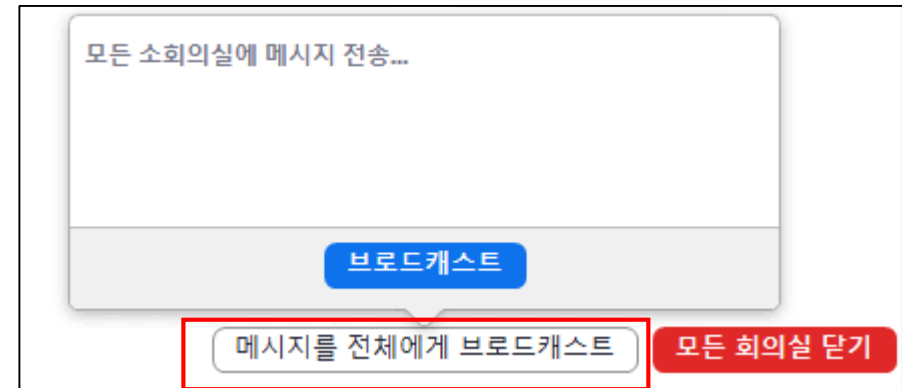 모든 소회의실에 메시지 전송...
브로드캐스트
메시지를 전체에게 브로드캐스트
모든 회의실 닫기